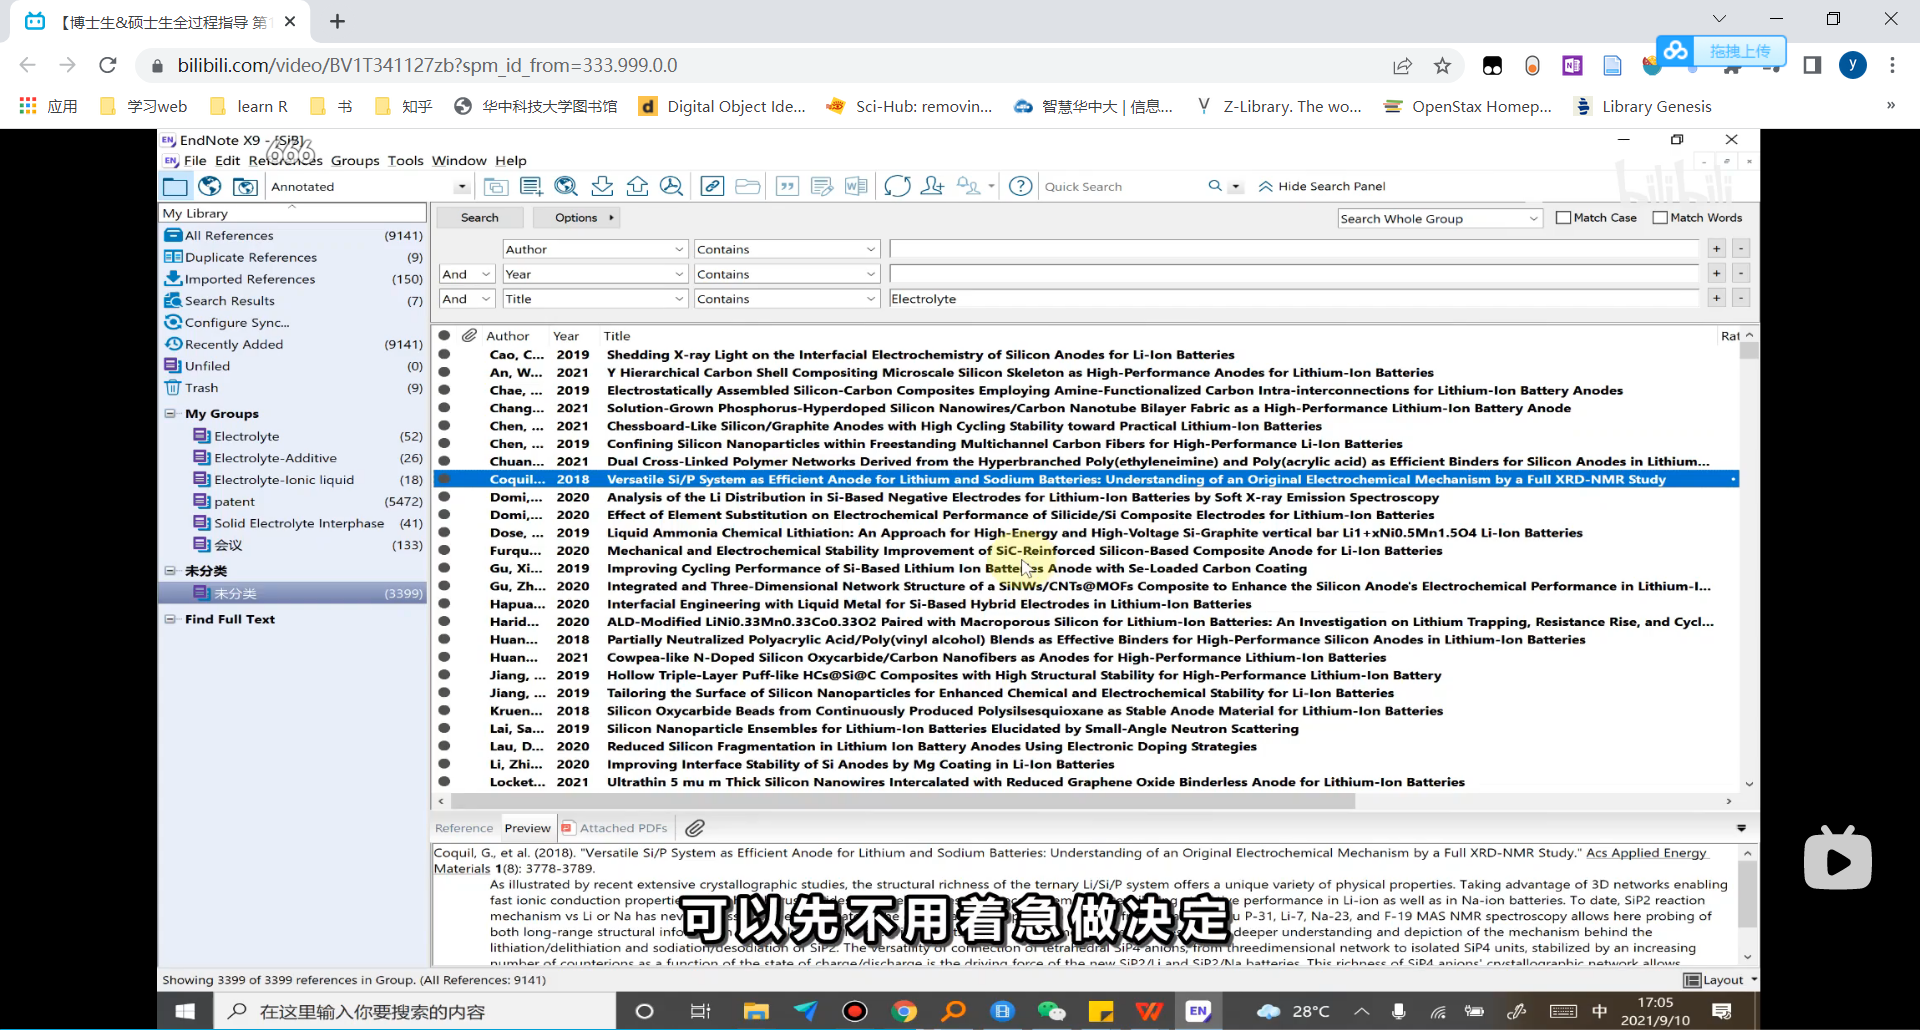 【博士生&硕士生全过程指导 第
拖拽上传
bilibili.com/video/BV1T341127zb?spm_id_from=333.999.0.0
y
应用 学习web learn R 书 知乎 华中科技大学图书馆 Digital Object Ide... Sci-Hub: removin... 智慧华中大 | 信息... Z-Library. The wo... OpenStax Homep... Library Genesis »
EndNote X9 - [SiB]
666
File Edit References Groups Tools Window Help
bilibili
Annotated Quick Search Hide Search Panel
My Library
All References (9141)
Duplicate References (9)
Imported References (150)
Search Results (7)
Configure Sync...
Recently Added (9141)
Unfiled (0)
Trash (9)
My Groups
Electrolyte (52)
Electrolyte-Additive (26)
Electrolyte-Ionic liquid (18)
patent (5472)
Solid Electrolyte Interphase (41)
会议 (133)
未分类
未分类 (3399)
Find Full Text
Search Options Search Whole Group Match Case Match Words
Author Contains + -
And Year Contains + -
And Title Contains Electrolyte + -
Author Year Title Rat
Cao, C... 2019 Shedding X-ray Light on the Interfacial Electrochemistry of Silicon Anodes for Li-Ion Batteries
An, W... 2021 Y Hierarchical Carbon Shell Compositing Microscale Silicon Skeleton as High-Performance Anodes for Lithium-Ion Batteries
Chae, ... 2019 Electrostatically Assembled Silicon-Carbon Composites Employing Amine-Functionalized Carbon Intra-interconnections for Lithium-Ion Battery Anodes
Chang... 2021 Solution-Grown Phosphorus-Hyperdoped Silicon Nanowires/Carbon Nanotube Bilayer Fabric as a High-Performance Lithium-Ion Battery Anode
Chen, ... 2021 Chessboard-Like Silicon/Graphite Anodes with High Cycling Stability toward Practical Lithium-Ion Batteries
Chen, ... 2019 Confining Silicon Nanoparticles within Freestanding Multichannel Carbon Fibers for High-Performance Li-Ion Batteries
Chuan... 2021 Dual Cross-Linked Polymer Networks Derived from the Hyperbranched Poly(ethyleneimine) and Poly(acrylic acid) as Efficient Binders for Silicon Anodes in Lithium...
Coquil... 2018 Versatile Si/P System as Efficient Anode for Lithium and Sodium Batteries: Understanding of an Original Electrochemical Mechanism by a Full XRD-NMR Study
Domi,... 2020 Analysis of the Li Distribution in Si-Based Negative Electrodes for Lithium-Ion Batteries by Soft X-ray Emission Spectroscopy
Domi,... 2020 Effect of Element Substitution on Electrochemical Performance of Silicide/Si Composite Electrodes for Lithium-Ion Batteries
Dose, ... 2019 Liquid Ammonia Chemical Lithiation: An Approach for High-Energy and High-Voltage Si-Graphite vertical bar Li1+xNi0.5Mn1.5O4 Li-Ion Batteries
Furqu... 2020 Mechanical and Electrochemical Stability Improvement of SiC-Reinforced Silicon-Based Composite Anode for Li-Ion Batteries
Gu, Xi... 2019 Improving Cycling Performance of Si-Based Lithium Ion Batteries Anode with Se-Loaded Carbon Coating
Gu, Zh... 2020 Integrated and Three-Dimensional Network Structure of a SiNWs/CNTs@MOFs Composite to Enhance the Silicon Anode's Electrochemical Performance in Lithium-I...
Hapua... 2020 Interfacial Engineering with Liquid Metal for Si-Based Hybrid Electrodes in Lithium-Ion Batteries
Harid... 2020 ALD-Modified LiNi0.33Mn0.33Co0.33O2 Paired with Macroporous Silicon for Lithium-Ion Batteries: An Investigation on Lithium Trapping, Resistance Rise, and Cycl...
Huan... 2018 Partially Neutralized Polyacrylic Acid/Poly(vinyl alcohol) Blends as Effective Binders for High-Performance Silicon Anodes in Lithium-Ion Batteries
Huan... 2021 Cowpea-like N-Doped Silicon Oxycarbide/Carbon Nanofibers as Anodes for High-Performance Lithium-Ion Batteries
Jiang, ... 2019 Hollow Triple-Layer Puff-like HCs@Si@C Composites with High Structural Stability for High-Performance Lithium-Ion Battery
Jiang, ... 2019 Tailoring the Surface of Silicon Nanoparticles for Enhanced Chemical and Electrochemical Stability for Li-Ion Batteries
Kruen... 2018 Silicon Oxycarbide Beads from Continuously Produced Polysilsesquioxane as Stable Anode Material for Lithium-Ion Batteries
Lai, Sa... 2019 Silicon Nanoparticle Ensembles for Lithium-Ion Batteries Elucidated by Small-Angle Neutron Scattering
Lau, D... 2020 Reduced Silicon Fragmentation in Lithium Ion Battery Anodes Using Electronic Doping Strategies
Li, Zhi... 2020 Improving Interface Stability of Si Anodes by Mg Coating in Li-Ion Batteries
Locket... 2021 Ultrathin 5 mu m Thick Silicon Nanowires Intercalated with Reduced Graphene Oxide Binderless Anode for Lithium-Ion Batteries
Reference Preview Attached PDFs
Coquil, G., et al. (2018). "Versatile Si/P System as Efficient Anode for Lithium and Sodium Batteries: Understanding of an Original Electrochemical Mechanism by a Full XRD-NMR Study." Acs Applied Energy
Materials 1(8): 3778-3789.
As illustrated by recent extensive crystallographic studies, the structural richness of the ternary Li/Si/P system offers a unique variety of physical properties. Taking advantage of 3D networks enabling
fast ionic conduction performance in Li-ion as well as in Na-ion batteries. To date, SiP2 reaction
mechanism vs Li or Na has P-31, Li-7, Na-23, and F-19 MAS NMR spectroscopy allows here probing of
both long-range structural deeper understanding and depiction of the mechanism behind the
lithiation/delithiation and sodiation/desodiation of SiP2. The versatility of connection of tetrahedral SiP4 anions, from threedimensional network to isolated SiP4 units, stabilized by an increasing
number of counterions as a function of the state of charge/discharge is the driving force of the new SiP2/Li and SiP2/Na batteries. This richness of SiP4 anions' crystallographic network allows
可以先不用着急做决定
Showing 3399 of 3399 references in Group. (All References: 9141) Layout
在这里输入你要搜索的内容 EN 28°C 中 17:05
2021/9/10